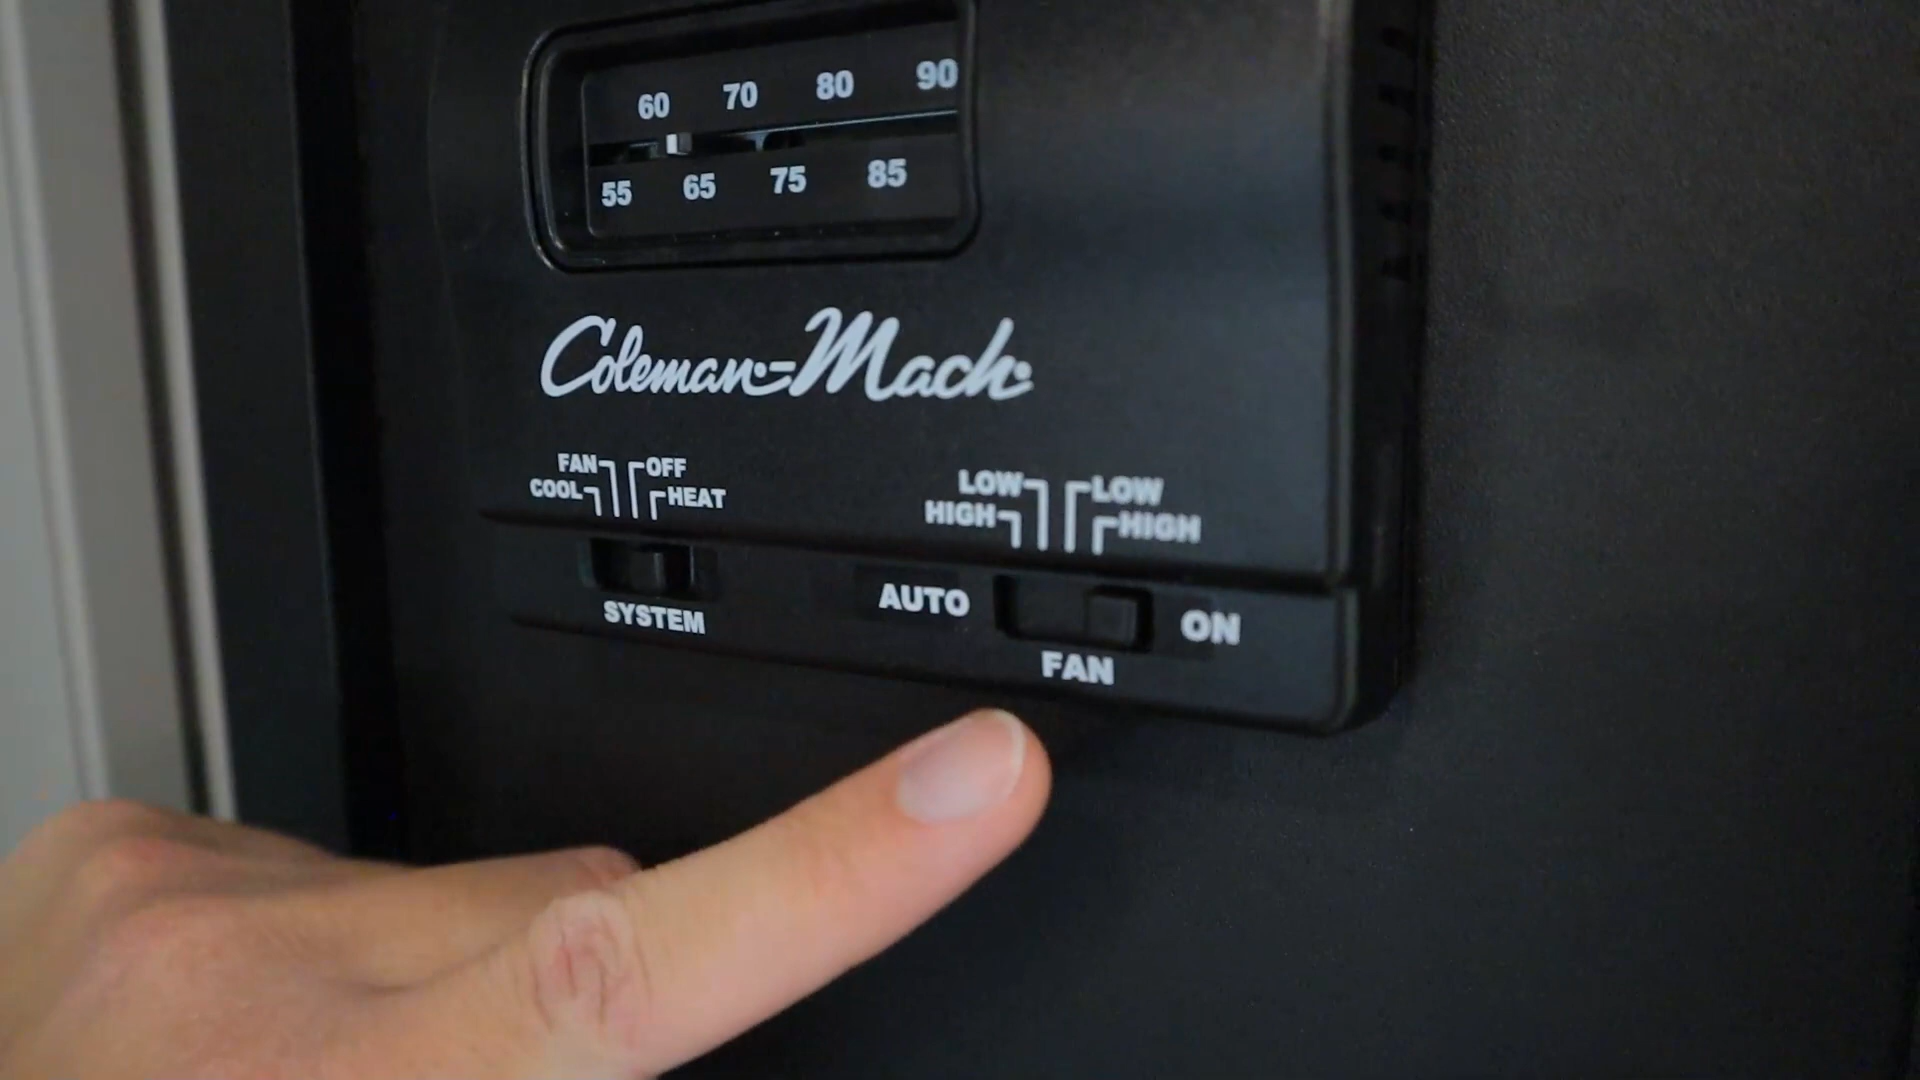 60 70 80 90
55 65 75 85
Coleman-Mach
FAN OFF
COOL HEAT
LOW LOW
HIGH HIGH
SYSTEM
AUTO ON
FAN